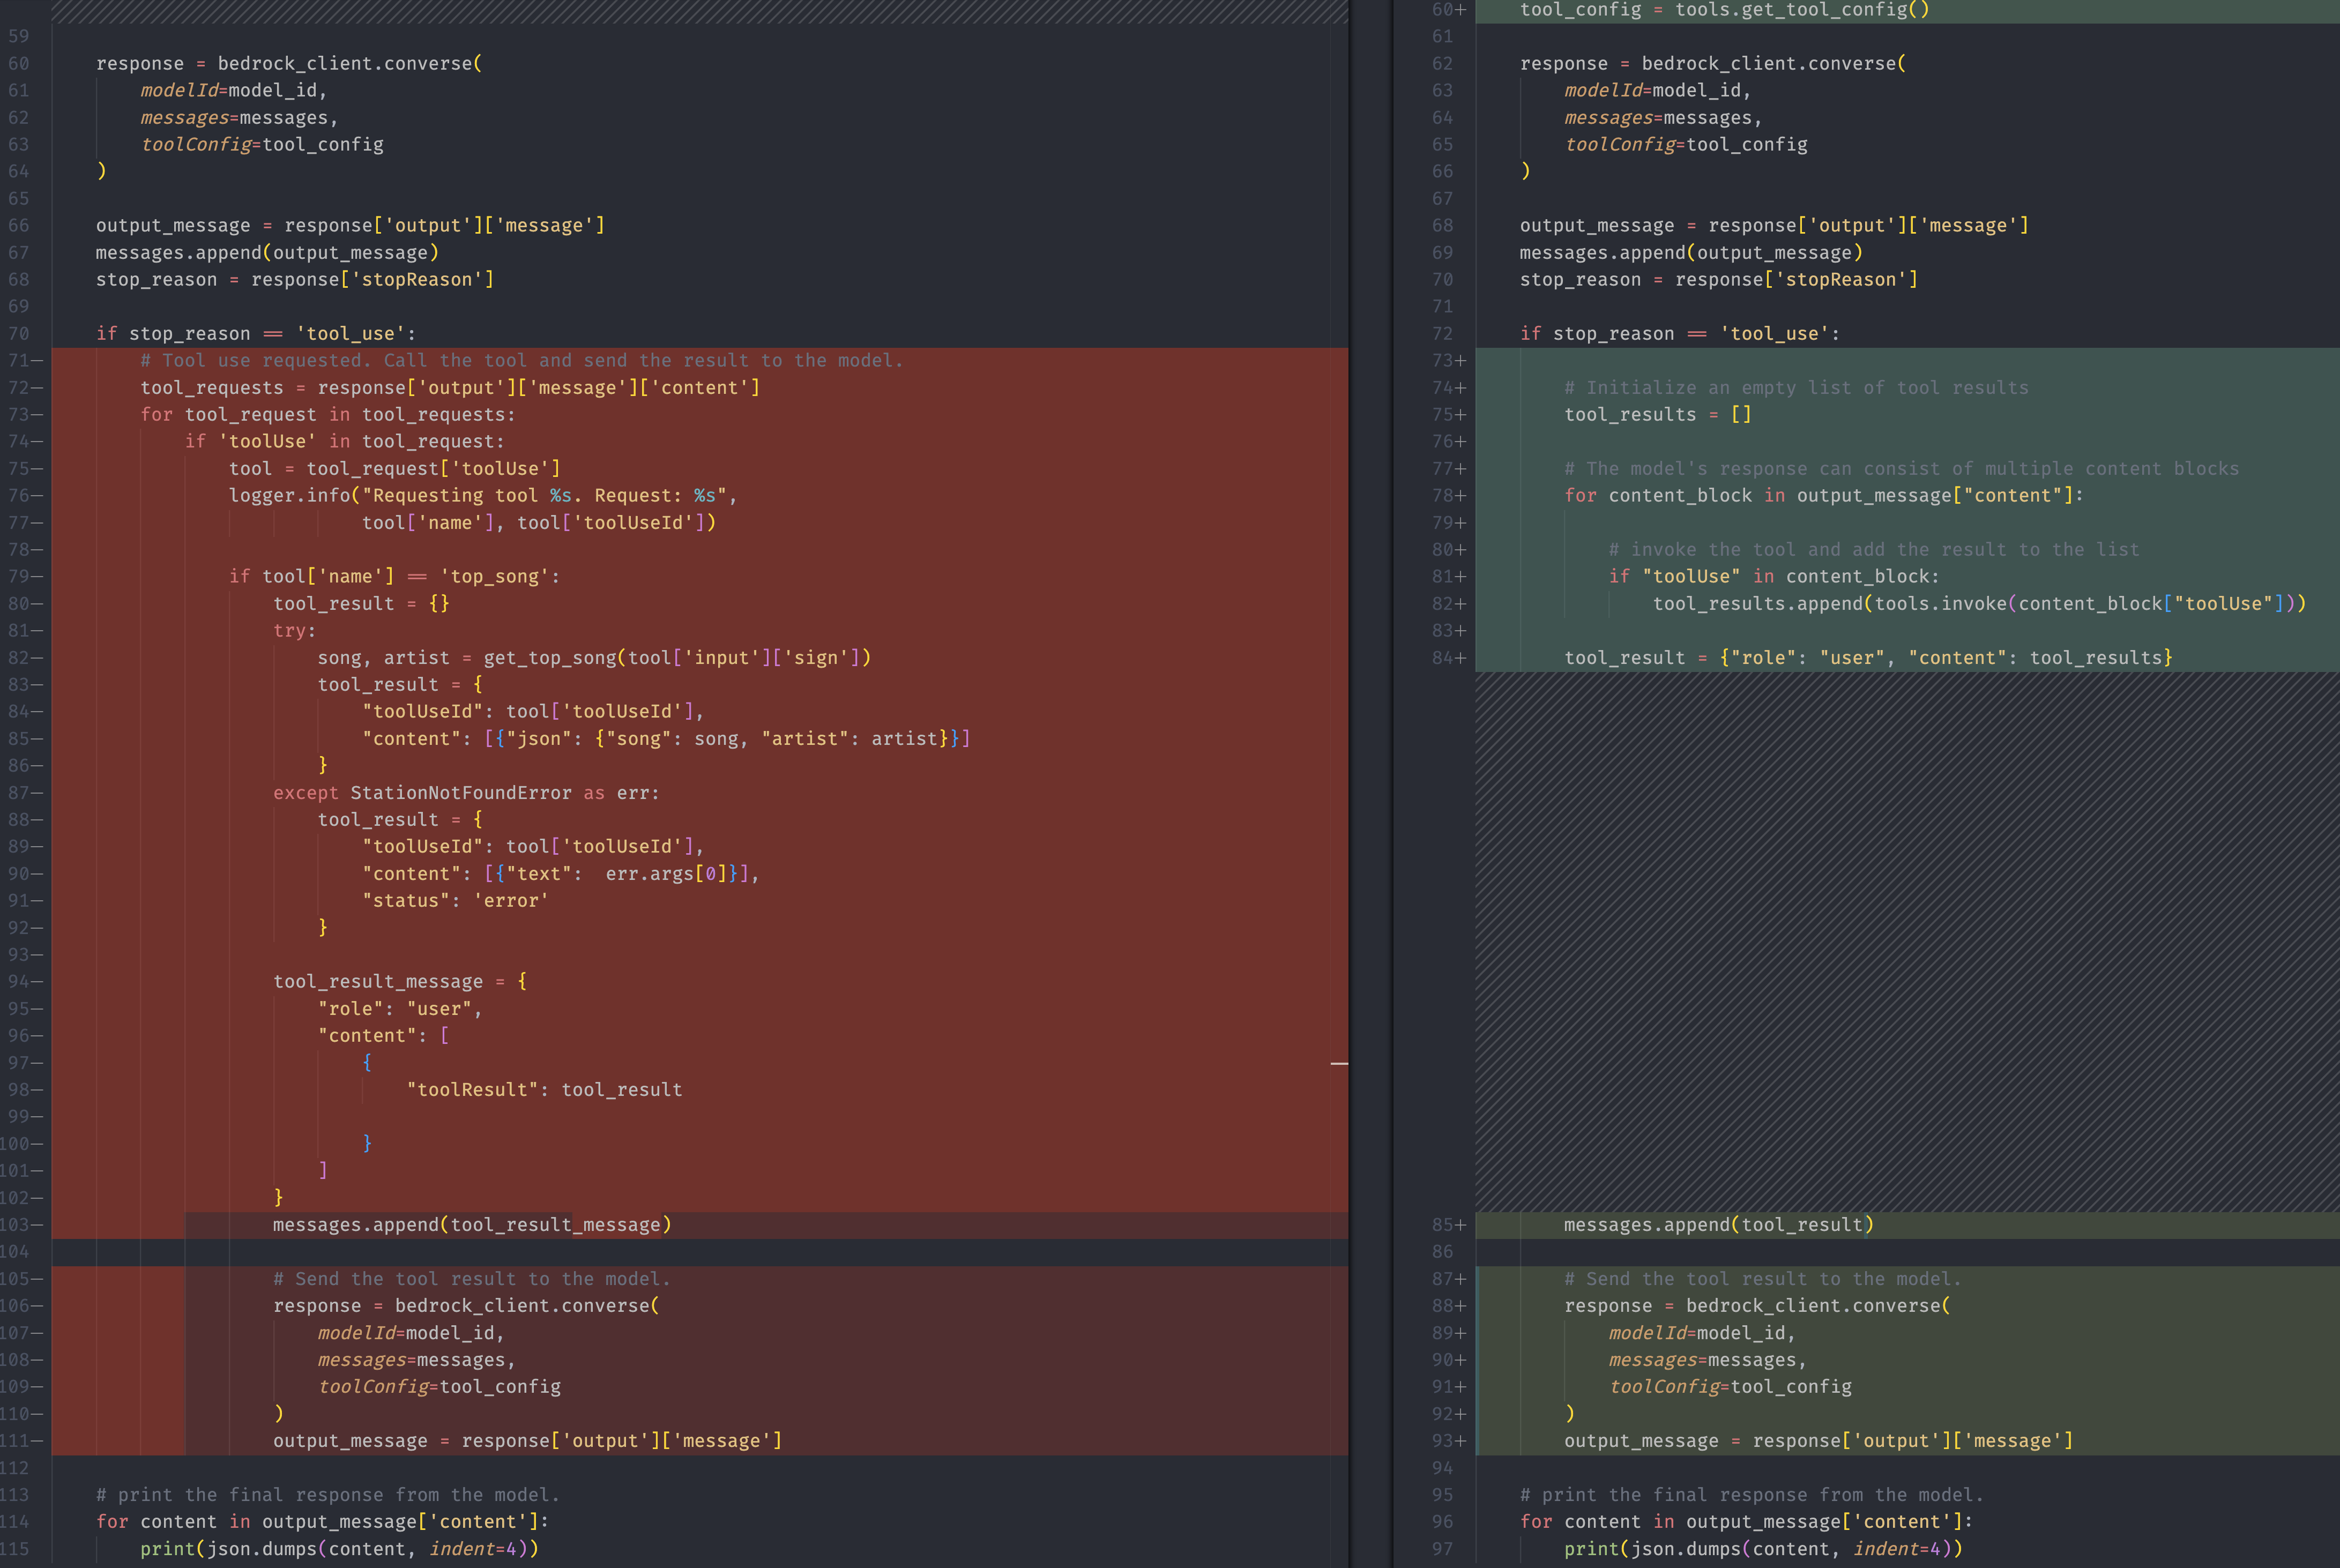 59
60 response = bedrock_client.converse(
61 modelId=model_id,
62 messages=messages,
63 toolConfig=tool_config
64 )
65
66 output_message = response['output']['message']
67 messages.append(output_message)
68 stop_reason = response['stopReason']
69
70 if stop_reason == 'tool_use':
71— # Tool use requested. Call the tool and send the result to the model.
72— tool_requests = response['output']['message']['content']
73— for tool_request in tool_requests:
74— if 'toolUse' in tool_request:
75— tool = tool_request['toolUse']
76— logger.info("Requesting tool %s. Request: %s",
77— tool['name'], tool['toolUseId'])
78—
79— if tool['name'] == 'top_song':
80— tool_result = {}
81— try:
82— song, artist = get_top_song(tool['input']['sign'])
83— tool_result = {
84— "toolUseId": tool['toolUseId'],
85— "content": [{"json": {"song": song, "artist": artist}}]
86— }
87— except StationNotFoundError as err:
88— tool_result = {
89— "toolUseId": tool['toolUseId'],
90— "content": [{"text":  err.args[0]}],
91— "status": 'error'
92— }
93—
94— tool_result_message = {
95— "role": "user",
96— "content": [
97— {
98— "toolResult": tool_result
99—
100— }
101— ]
102— }
103— messages.append(tool_result_message)
104
105— # Send the tool result to the model.
106— response = bedrock_client.converse(
107— modelId=model_id,
108— messages=messages,
109— toolConfig=tool_config
110— )
111— output_message = response['output']['message']
112
113 # print the final response from the model.
114 for content in output_message['content']:
115 print(json.dumps(content, indent=4))
60+ tool_config = tools.get_tool_config()
61
62 response = bedrock_client.converse(
63 modelId=model_id,
64 messages=messages,
65 toolConfig=tool_config
66 )
67
68 output_message = response['output']['message']
69 messages.append(output_message)
70 stop_reason = response['stopReason']
71
72 if stop_reason == 'tool_use':
73+
74+ # Initialize an empty list of tool results
75+ tool_results = []
76+
77+ # The model's response can consist of multiple content blocks
78+ for content_block in output_message["content"]:
79+
80+ # invoke the tool and add the result to the list
81+ if "toolUse" in content_block:
82+ tool_results.append(tools.invoke(content_block["toolUse"]))
83+
84+ tool_result = {"role": "user", "content": tool_results}
85+ messages.append(tool_result)
86
87+ # Send the tool result to the model.
88+ response = bedrock_client.converse(
89+ modelId=model_id,
90+ messages=messages,
91+ toolConfig=tool_config
92+ )
93+ output_message = response['output']['message']
94
95 # print the final response from the model.
96 for content in output_message['content']:
97 print(json.dumps(content, indent=4))